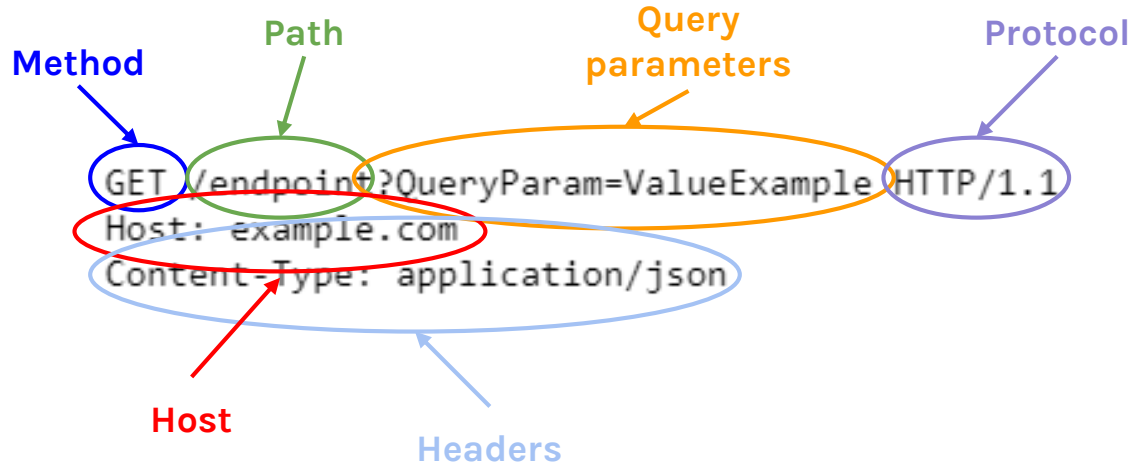 Path
Query
parameters
Protocol
Method
GET /endpoint?QueryParam=ValueExample HTTP/1.1
Host: example.com
Content-Type: application/json
Host
Headers